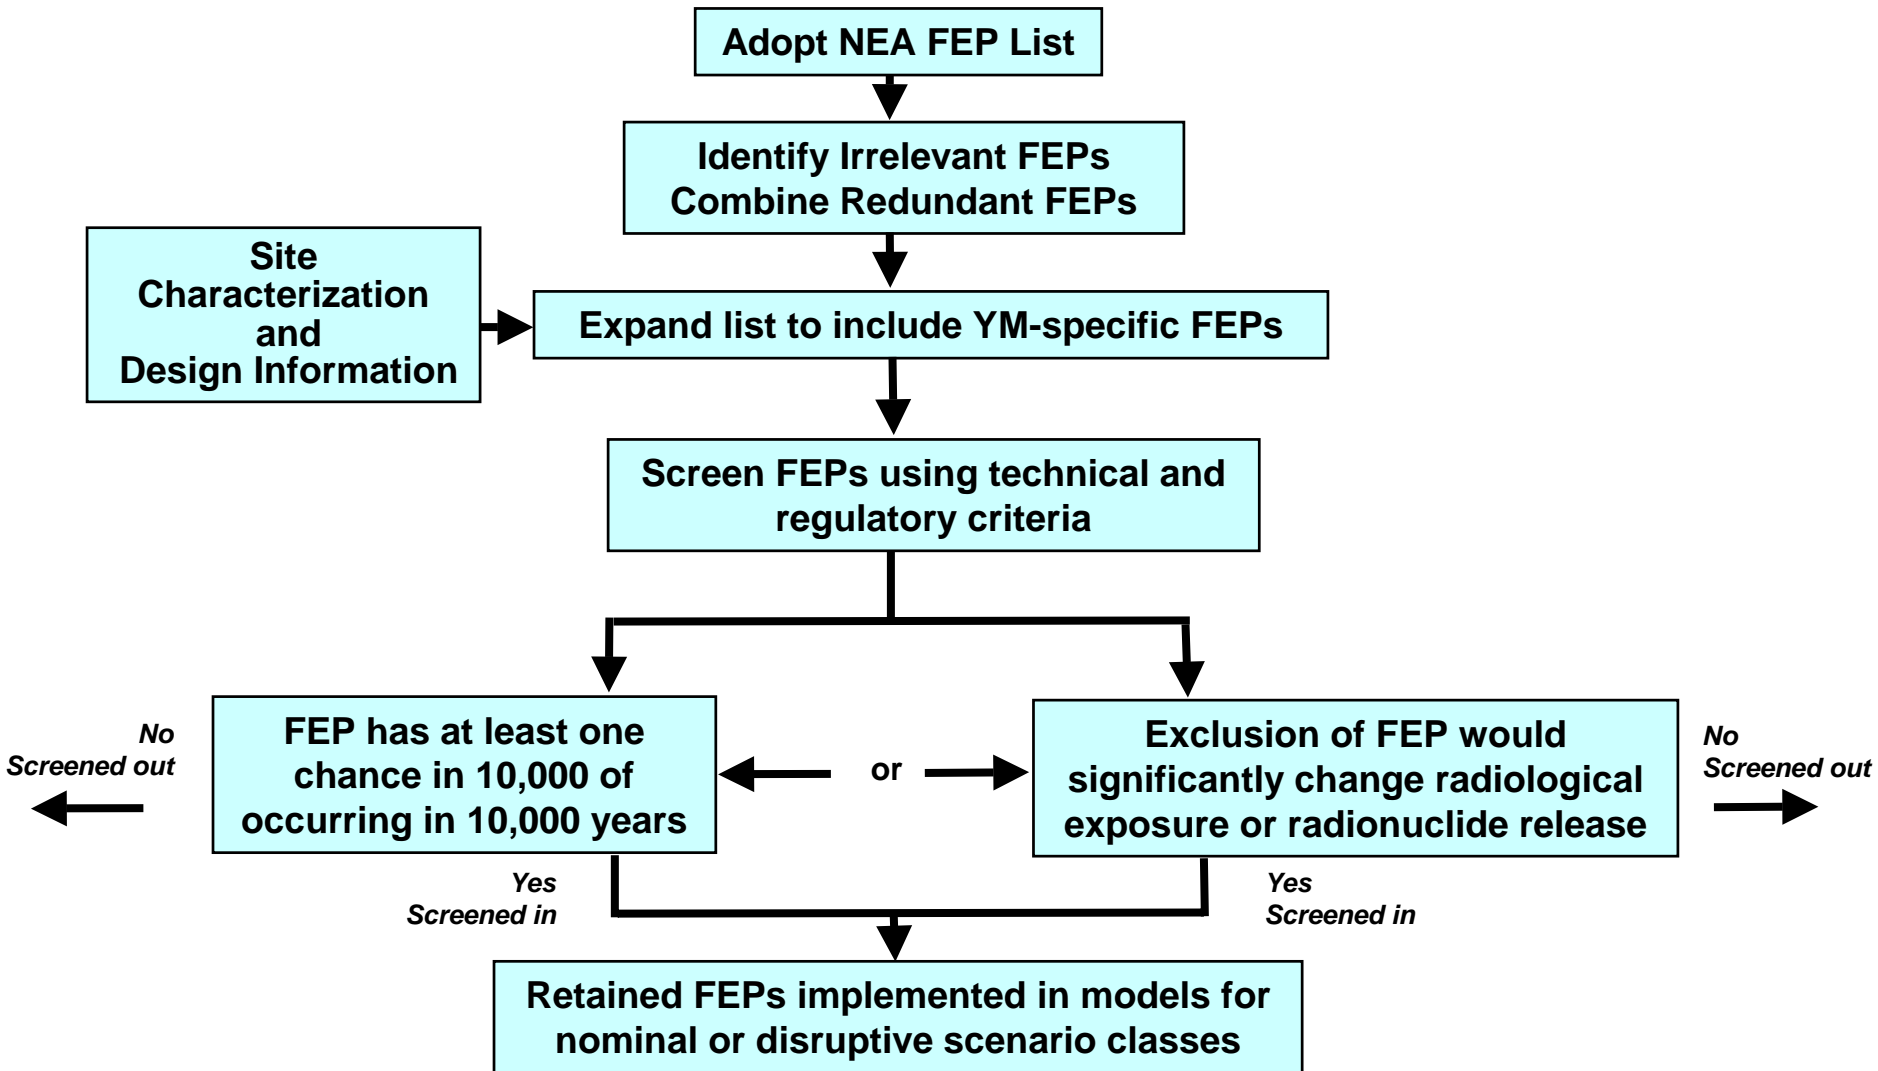 Adopt NEA FEP List
Identify Irrelevant FEPs
Combine Redundant FEPs
Site
Characterization
and
Design Information
Expand list to include YM-specific FEPs
Screen FEPs using technical and
regulatory criteria
No
Screened out
FEP has at least one
chance in 10,000 of
occurring in 10,000 years
or
Exclusion of FEP would
significantly change radiological
exposure or radionuclide release
No
Screened out
Yes
Screened in
Yes
Screened in
Retained FEPs implemented in models for
nominal or disruptive scenario classes